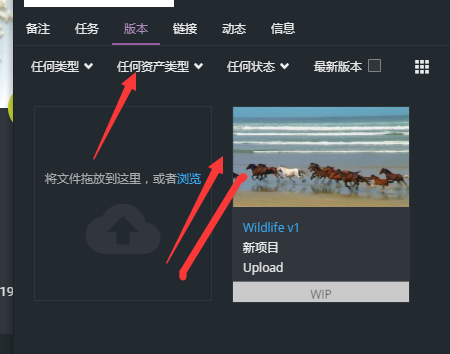 备注 任务 版本 链接 动态 信息
任何类型 任何资产类型 任何状态 最新版本
将文件拖放到这里，或者浏览
Wildlife v1
新项目
Upload
WIP
19